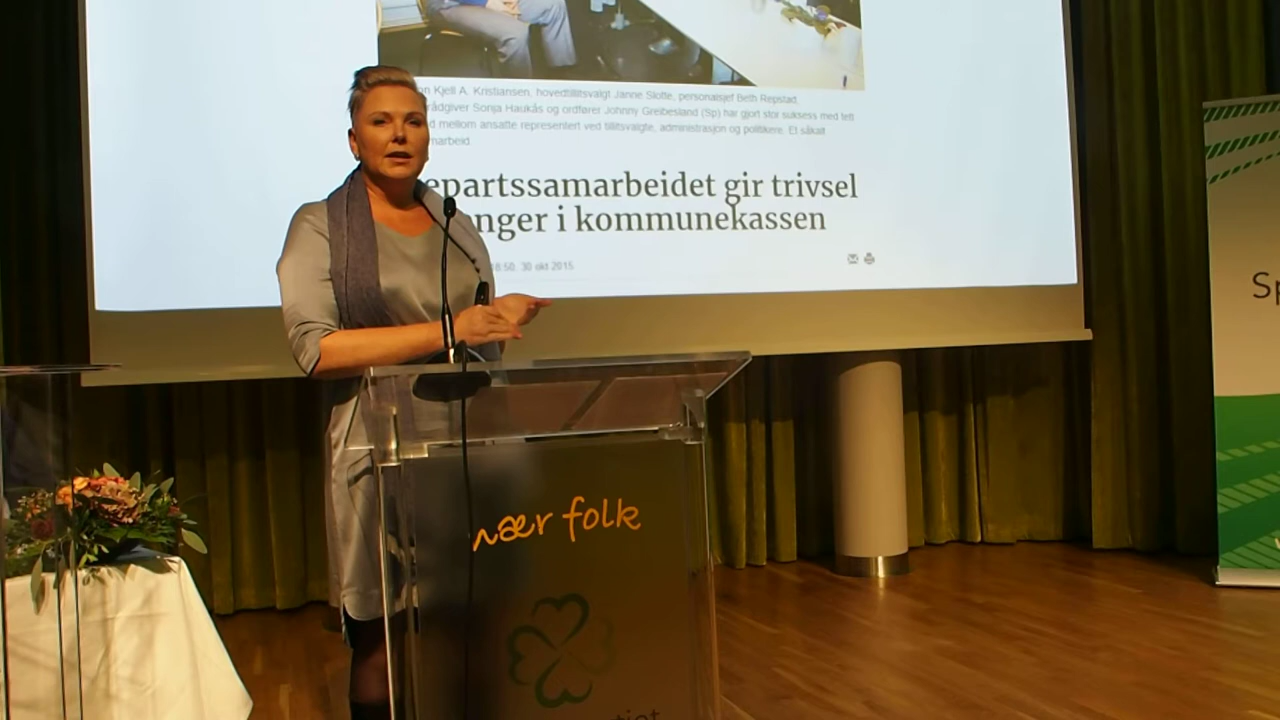 on Kjell A. Kristiansen, hovedtillitsvalgt Janne Slotte, personalsjef Beth Repstad,
rådgiver Sonja Haukås og ordfører Johnny Greibesland (Sp) har gjort stor suksess med tett
d mellom ansatte representert ved tillitsvalgte, administrasjon og politikere. Et såkalt
marbeid.
epartssamarbeidet gir trivsel
nger i kommunekassen
8:50. 30 okt 2015
Sp
nær folk